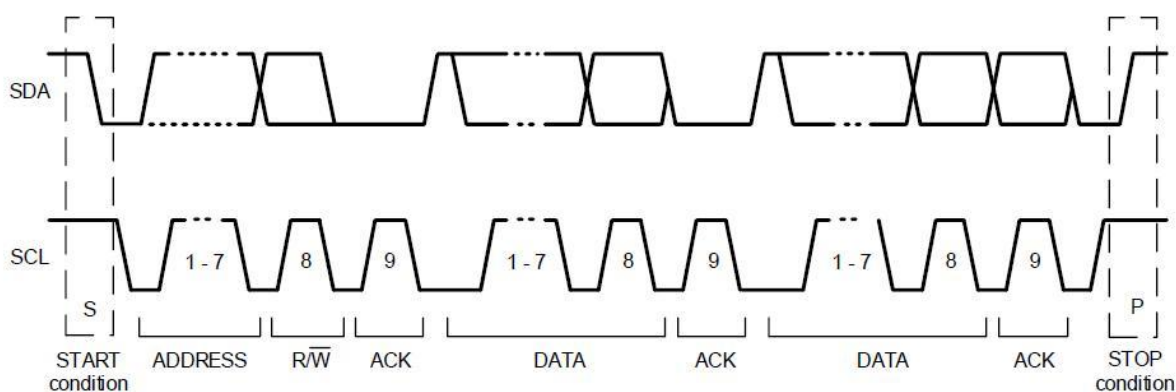 SDA
SCL
1 - 7 8 9 1 - 7 8 9 1 - 7 8 9
S P
START condition ADDRESS R/W̅ ACK DATA ACK DATA ACK STOP condition